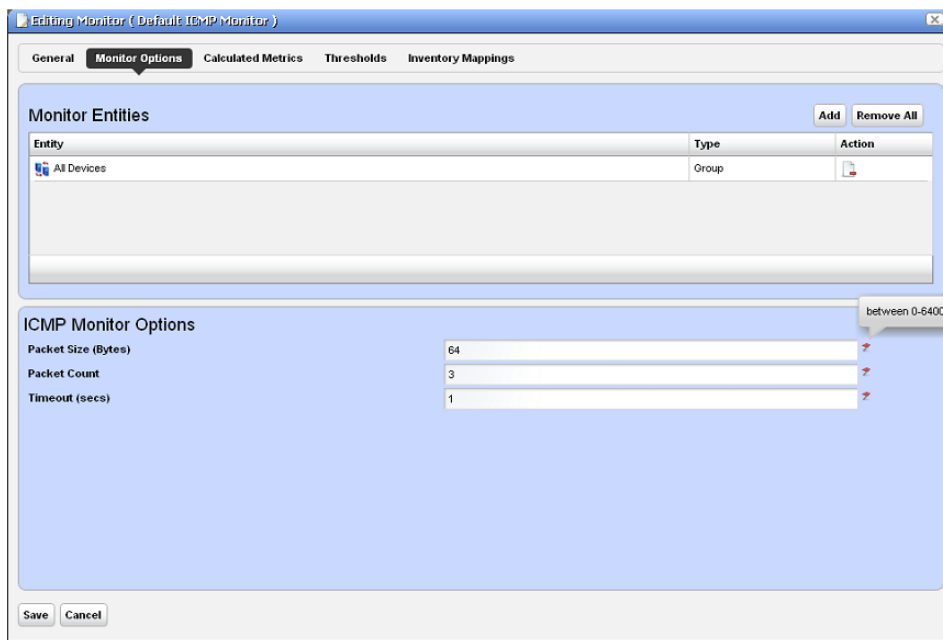 Editing Monitor ( Default ICMP Monitor )
General Monitor Options Calculated Metrics Thresholds Inventory Mappings
Monitor Entities
Add Remove All
Entity Type Action
All Devices Group
between 0-6400
ICMP Monitor Options
Packet Size (Bytes) 64
Packet Count 3
Timeout (secs) 1
Save Cancel